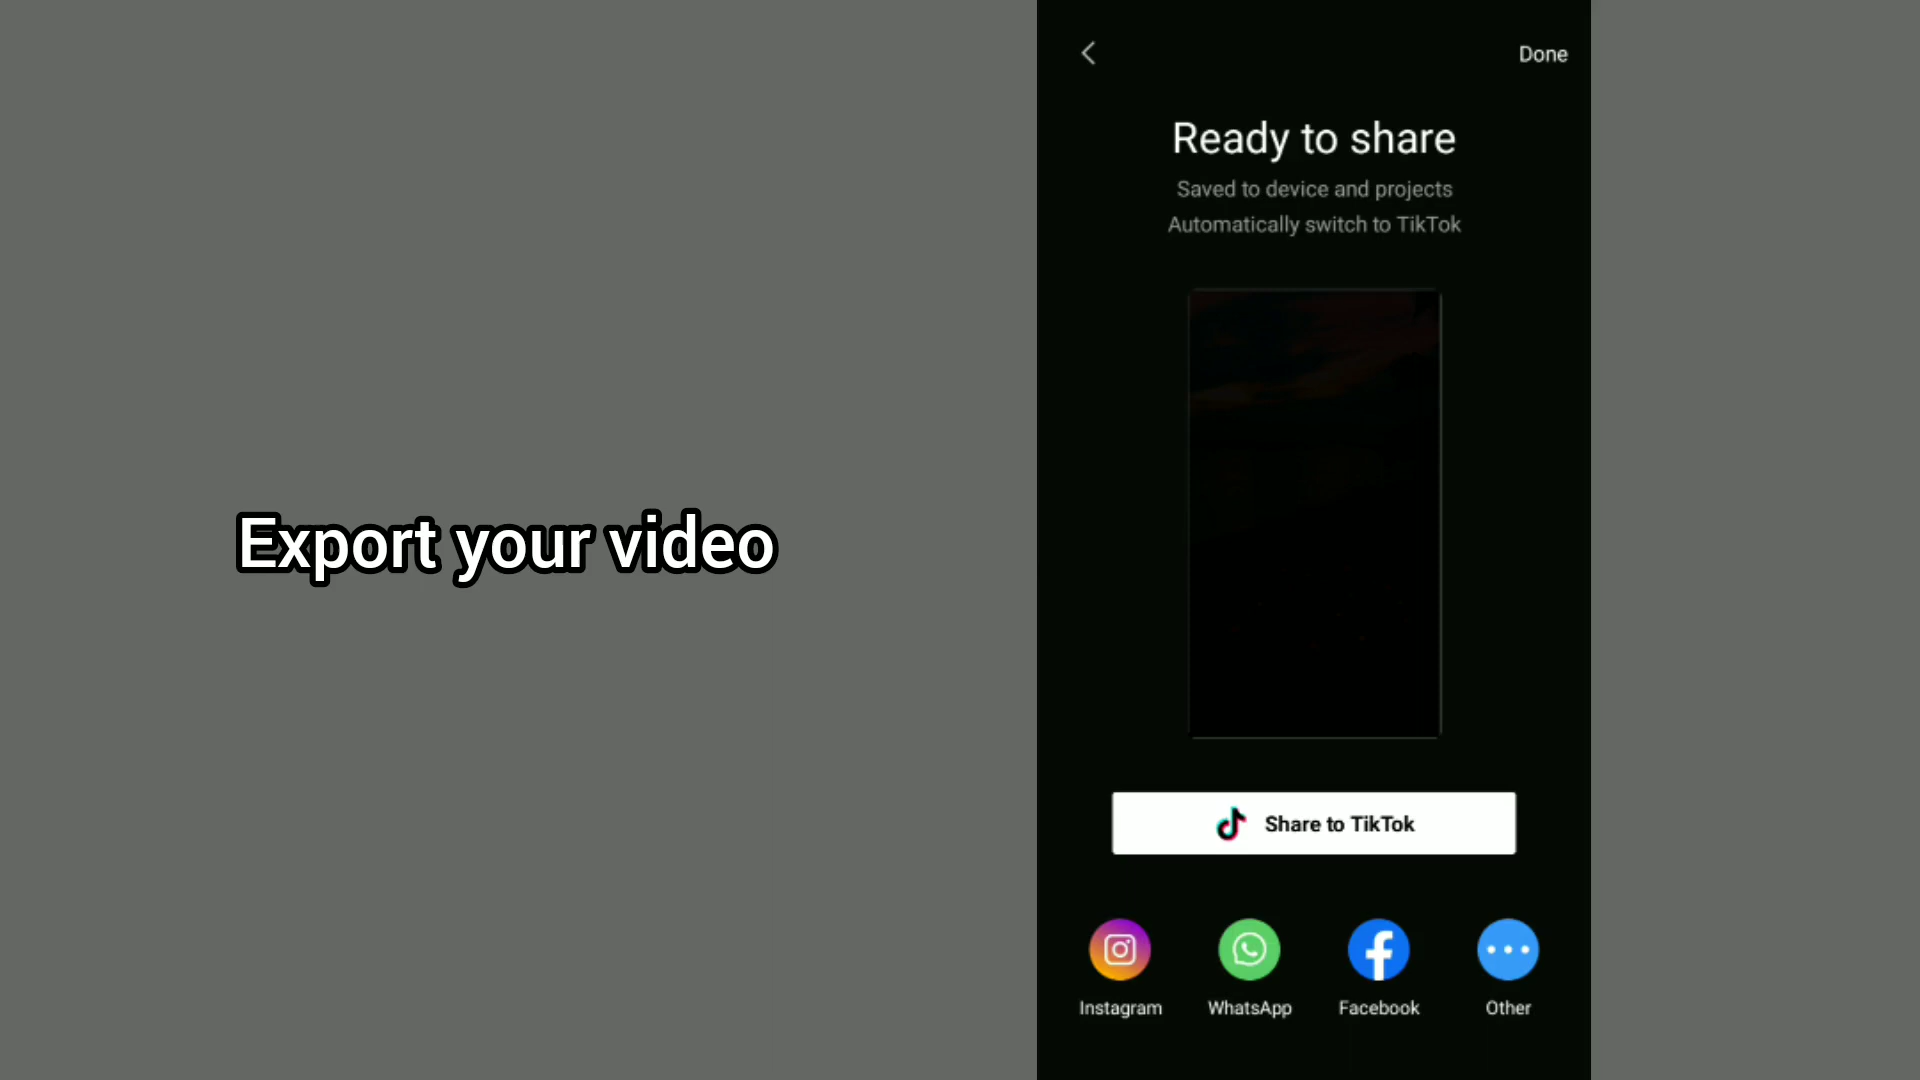 Export your video
Done
Ready to share
Saved to device and projects
Automatically switch to TikTok
Share to TikTok
Instagram
WhatsApp
Facebook
Other